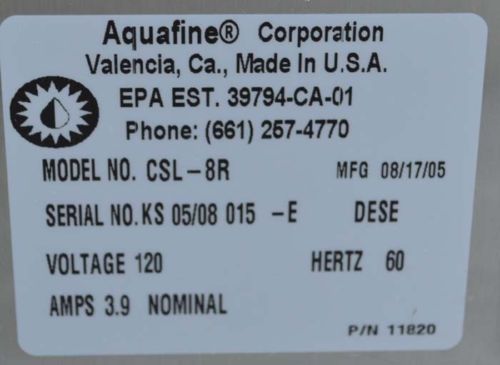 Aquafine® Corporation
Valencia, Ca., Made In U.S.A.
EPA EST. 39794-CA-01
Phone: (661) 257-4770
MODEL NO. CSL-8R MFG 08/17/05
SERIAL NO. KS 05/08 015 -E DESE
VOLTAGE 120 HERTZ 60
AMPS 3.9 NOMINAL
P/N 11820